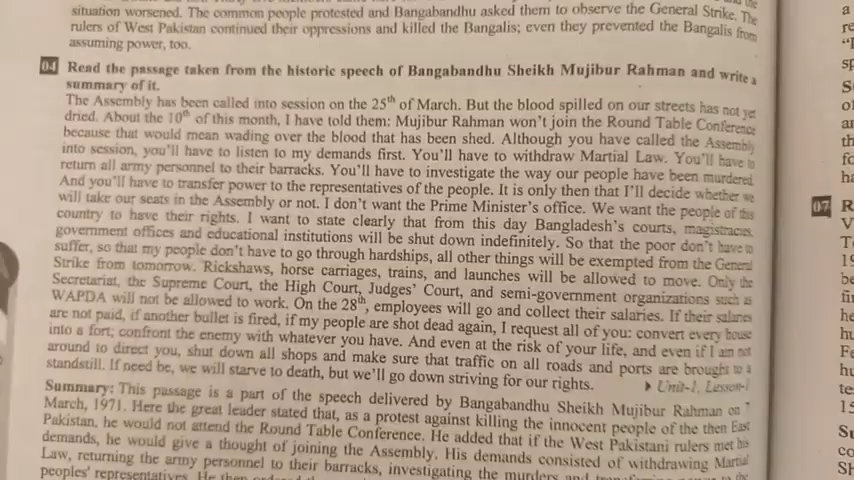 situation worsened. The common people protested and Bangabandhu asked them to observe the General Strike. The
rulers of West Pakistan continued their oppressions and killed the Bangalis; even they prevented the Bangalis from
assuming power, too.
04 Read the passage taken from the historic speech of Bangabandhu Sheikh Mujibur Rahman and write a
summary of it.
The Assembly has been called into session on the 25th of March. But the blood spilled on our streets has not yet
dried. About the 10th of this month, I have told them: Mujibur Rahman won't join the Round Table Conference
because that would mean wading over the blood that has been shed. Although you have called the Assembly
into session, you'll have to listen to my demands first. You'll have to withdraw Martial Law. You'll have to
return all army personnel to their barracks. You'll have to investigate the way our people have been murdered.
And you'll have to transfer power to the representatives of the people. It is only then that I'll decide whether we
will take our seats in the Assembly or not. I don't want the Prime Minister's office. We want the people of this
country to have their rights. I want to state clearly that from this day Bangladesh's courts, magistracies,
government offices and educational institutions will be shut down indefinitely. So that the poor don't have to
suffer, so that my people don't have to go through hardships, all other things will be exempted from the General
Strike from tomorrow. Rickshaws, horse carriages, trains, and launches will be allowed to move. Only the
Secretariat, the Supreme Court, the High Court, Judges' Court, and semi-government organizations such as
WAPDA will not be allowed to work. On the 28th, employees will go and collect their salaries. If their salaries
are not paid, if another bullet is fired, if my people are shot dead again, I request all of you: convert every house
into a fort; confront the enemy with whatever you have. And even at the risk of your life, and even if I am not
around to direct you, shut down all shops and make sure that traffic on all roads and ports are brought to a
standstill. If need be, we will starve to death, but we'll go down striving for our rights.
Unit-1, Lesson-
Summary: This passage is a part of the speech delivered by Bangabandhu Sheikh Mujibur Rahman on 7
March, 1971. Here the great leader stated that, as a protest against killing the innocent people of the then East
Pakistan, he would not attend the Round Table Conference. He added that if the West Pakistani rulers met his
demands, he would give a thought of joining the Assembly. His demands consisted of withdrawing Martial
Law, returning the army personnel to their barracks, investigating the murders and transferring power to the
peoples' representatives. He then
07